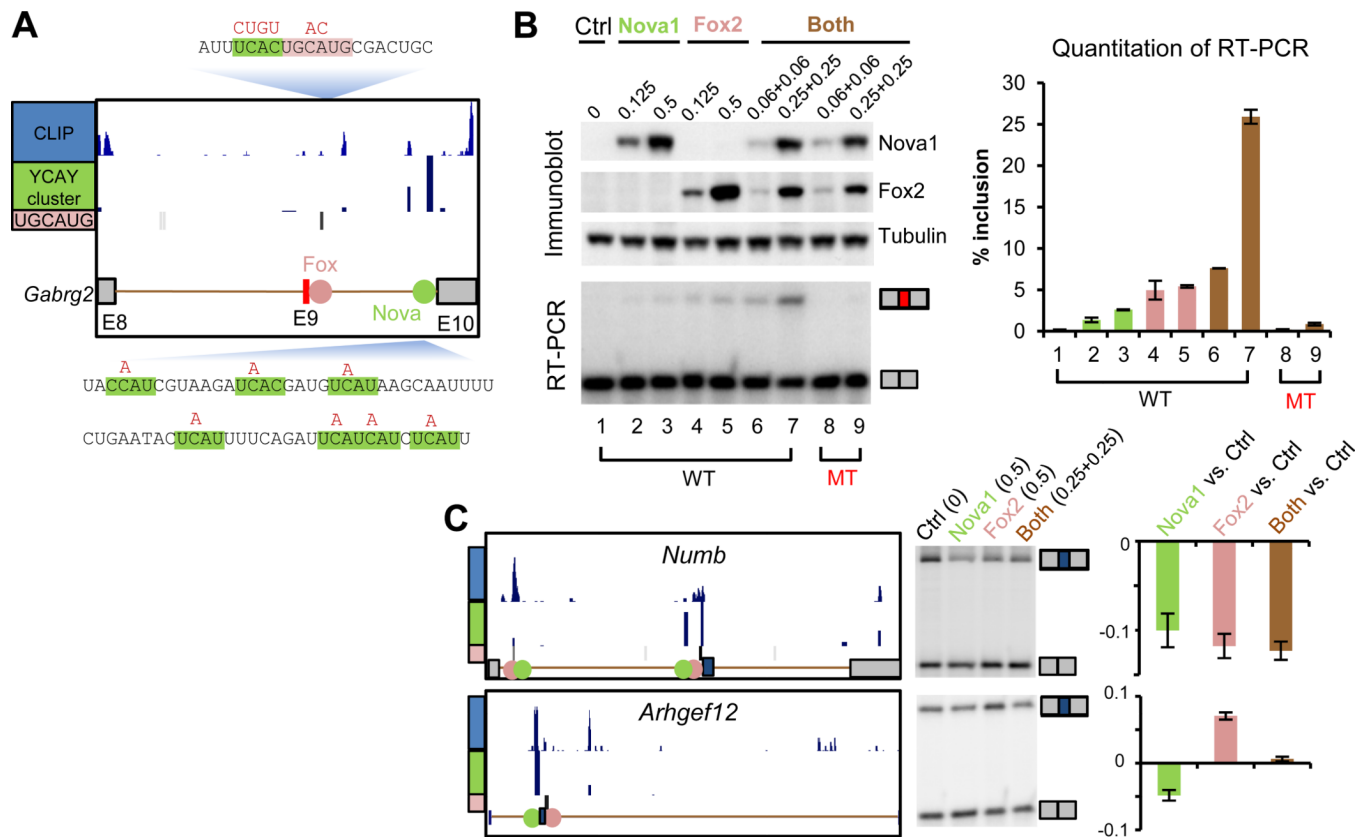 A
CUGU AC
AUUUCACUGCAUGCGACUGC
CLIP
YCAY
cluster
UGCAUG
Fox
Gabrg2
Nova
E8 E9 E10
A A A
UACCAUCGUAAGAUCACGAUGUCAUAAGCAAUUUU
A A A A
CUGAAUACUCAUUUUCAGAUUCAUCAUCUCAUU
B
Ctrl Nova1 Fox2 Both
0 0.125 0.5 0.125 0.5 0.06+0.06 0.25+0.25 0.06+0.06 0.25+0.25
Immunoblot
Nova1
Fox2
Tubulin
RT-PCR
1 2 3 4 5 6 7 8 9
WT MT
Quantitation of RT-PCR
% inclusion
30
25
20
15
10
5
0
1 2 3 4 5 6 7 8 9
WT MT
C
Numb
Arhgef12
Ctrl (0)
Nova1 (0.5)
Fox2 (0.5)
Both (0.25+0.25)
Nova1 vs. Ctrl
Fox2 vs. Ctrl
Both vs. Ctrl
0
-0.1
0.1
0
-0.1